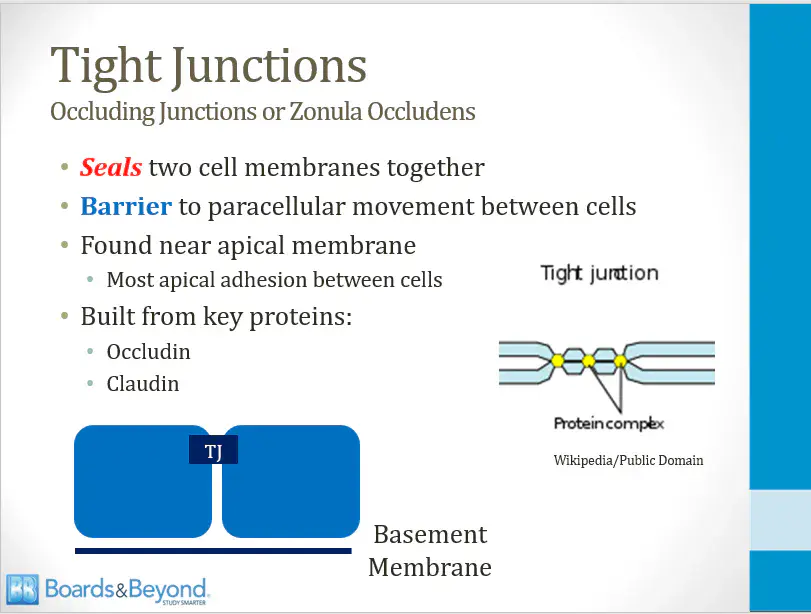 Tight Junctions
Occluding Junctions or Zonula Occludens
• Seals two cell membranes together
• Barrier to paracellular movement between cells
• Found near apical membrane
• Most apical adhesion between cells
• Built from key proteins:
• Occludin
• Claudin
Tight junction
Protein complex
Wikipedia/Public Domain
TJ
Basement
Membrane
BB
Boards&Beyond
STUDY SMARTER